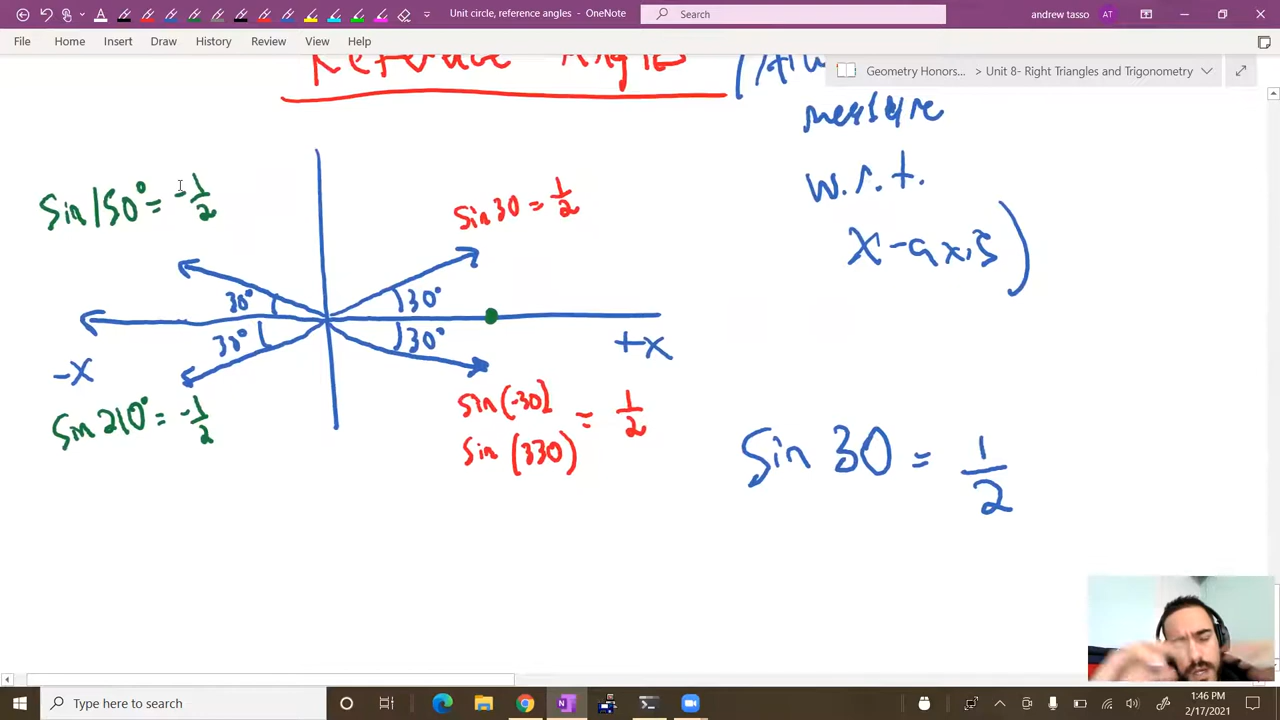 Unit circle, reference angles - OneNote
Search
andrew tasso
AT
File Home Insert Draw History Review View Help
Geometry Honors... > Unit 8- Right Triangles and Trigonometry
Reference Angles
measure
w.r.t.
x-axis)
sin 150° = -1/2
sin 30 = 1/2
30°
30°
30°
30°
-x
+x
sin 210° = -1/2
sin(-30)
sin (330)
= 1/2
sin 30 = 1/2
Type here to search
1:46 PM
2/17/2021